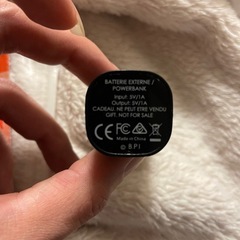 BATTERIE EXTERNE /
POWERBANK
Input: 5V/1A
Output: 5V/1A
CADEAU. NE PEUT ETRE VENDU
GIFT. NOT FOR SALE
CE FC
Made in China
© BPI